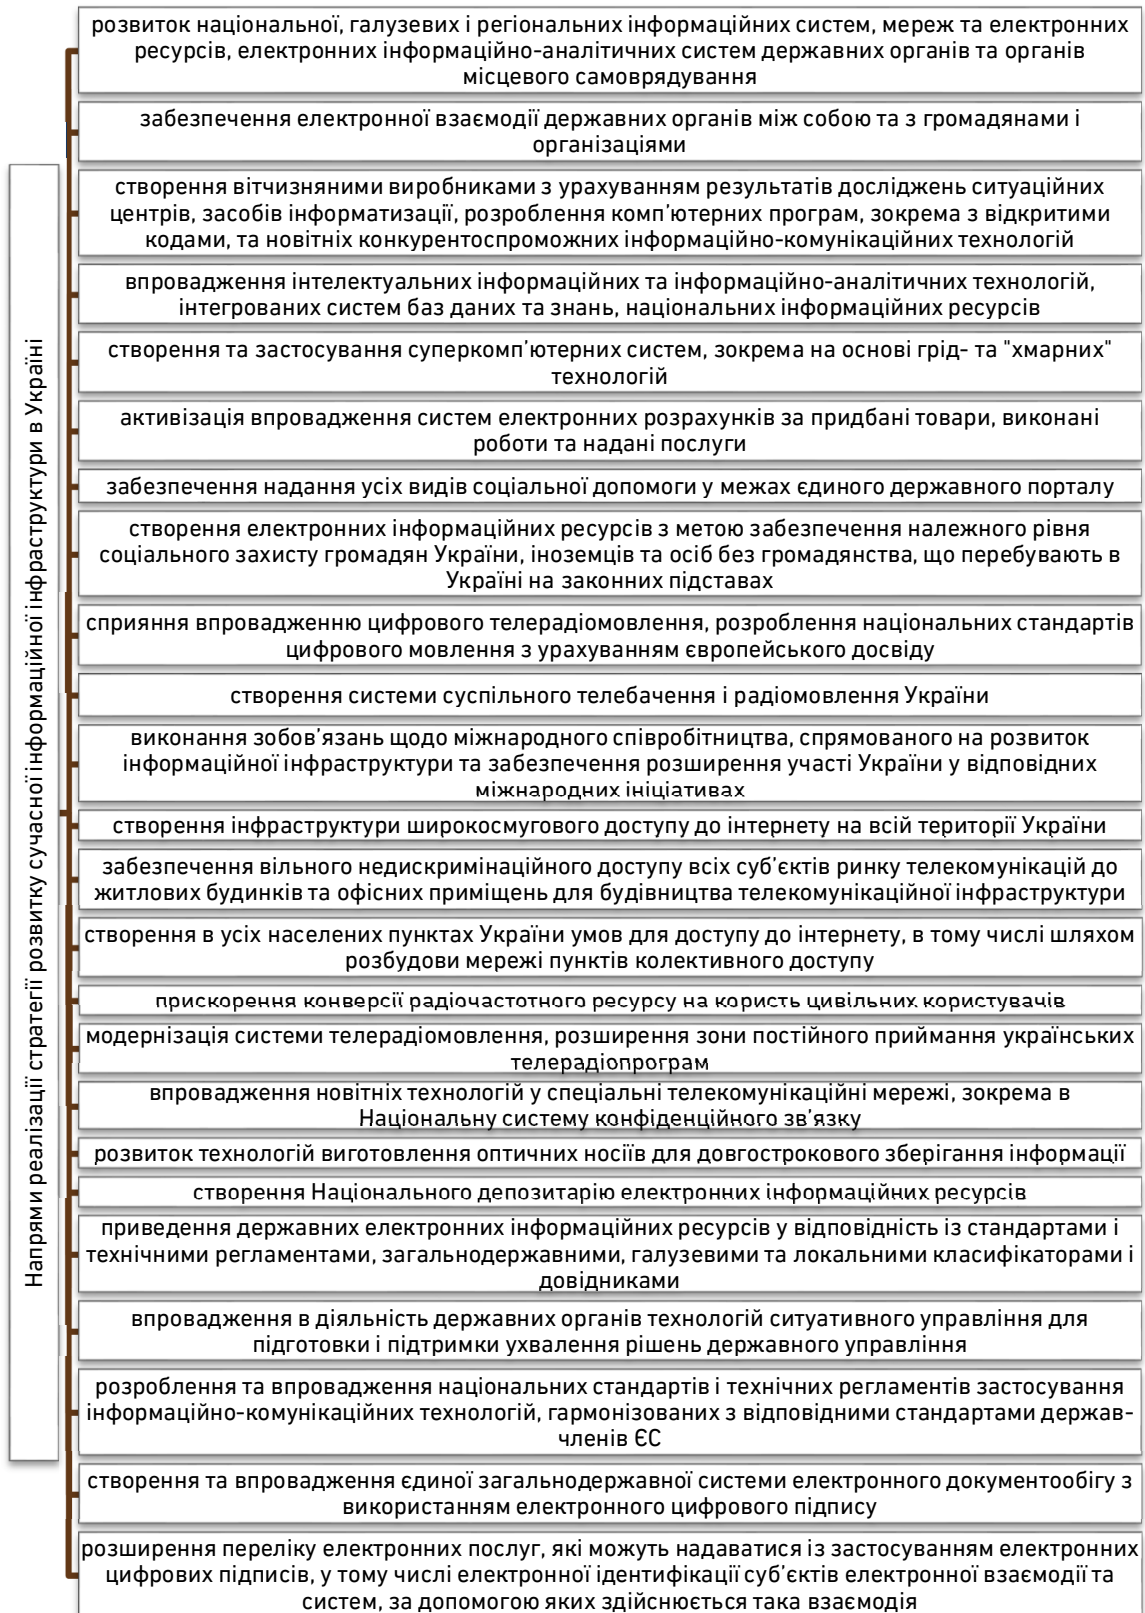 Напрями реалізації стратегії розвитку сучасної інформаційної інфраструктури в Україні
розвиток національної, галузевих і регіональних інформаційних систем, мереж та електронних
ресурсів, електронних інформаційно-аналітичних систем державних органів та органів
місцевого самоврядування
забезпечення електронної взаємодії державних органів між собою та з громадянами і
організаціями
створення вітчизняними виробниками з урахуванням результатів досліджень ситуаційних
центрів, засобів інформатизації, розроблення комп’ютерних програм, зокрема з відкритими
кодами, та новітніх конкурентоспроможних інформаційно-комунікаційних технологій
впровадження інтелектуальних інформаційних та інформаційно-аналітичних технологій,
інтегрованих систем баз даних та знань, національних інформаційних ресурсів
створення та застосування суперкомп’ютерних систем, зокрема на основі грід- та "хмарних"
технологій
активізація впровадження систем електронних розрахунків за придбані товари, виконані
роботи та надані послуги
забезпечення надання усіх видів соціальної допомоги у межах єдиного державного порталу
створення електронних інформаційних ресурсів з метою забезпечення належного рівня
соціального захисту громадян України, іноземців та осіб без громадянства, що перебувають в
Україні на законних підставах
сприяння впровадженню цифрового телерадіомовлення, розроблення національних стандартів
цифрового мовлення з урахуванням європейського досвіду
створення системи суспільного телебачення і радіомовлення України
виконання зобов’язань щодо міжнародного співробітництва, спрямованого на розвиток
інформаційної інфраструктури та забезпечення розширення участі України у відповідних
міжнародних ініціативах
створення інфраструктури широкосмугового доступу до інтернету на всій території України
забезпечення вільного недискримінаційного доступу всіх суб’єктів ринку телекомунікацій до
житлових будинків та офісних приміщень для будівництва телекомунікаційної інфраструктури
створення в усіх населених пунктах України умов для доступу до інтернету, в тому числі шляхом
розбудови мережі пунктів колективного доступу
прискорення конверсії радіочастотного ресурсу на користь цивільних користувачів
модернізація системи телерадіомовлення, розширення зони постійного приймання українських
телерадіопрограм
впровадження новітніх технологій у спеціальні телекомунікаційні мережі, зокрема в
Національну систему конфіденційного зв’язку
розвиток технологій виготовлення оптичних носіїв для довгострокового зберігання інформації
створення Національного депозитарію електронних інформаційних ресурсів
приведення державних електронних інформаційних ресурсів у відповідність із стандартами і
технічними регламентами, загальнодержавними, галузевими та локальними класифікаторами і
довідниками
впровадження в діяльність державних органів технологій ситуативного управління для
підготовки і підтримки ухвалення рішень державного управління
розроблення та впровадження національних стандартів і технічних регламентів застосування
інформаційно-комунікаційних технологій, гармонізованих з відповідними стандартами держав-
членів ЄС
створення та впровадження єдиної загальнодержавної системи електронного документообігу з
використанням електронного цифрового підпису
розширення переліку електронних послуг, які можуть надаватися із застосуванням електронних
цифрових підписів, у тому числі електронної ідентифікації суб’єктів електронної взаємодії та
систем, за допомогою яких здійснюється така взаємодія